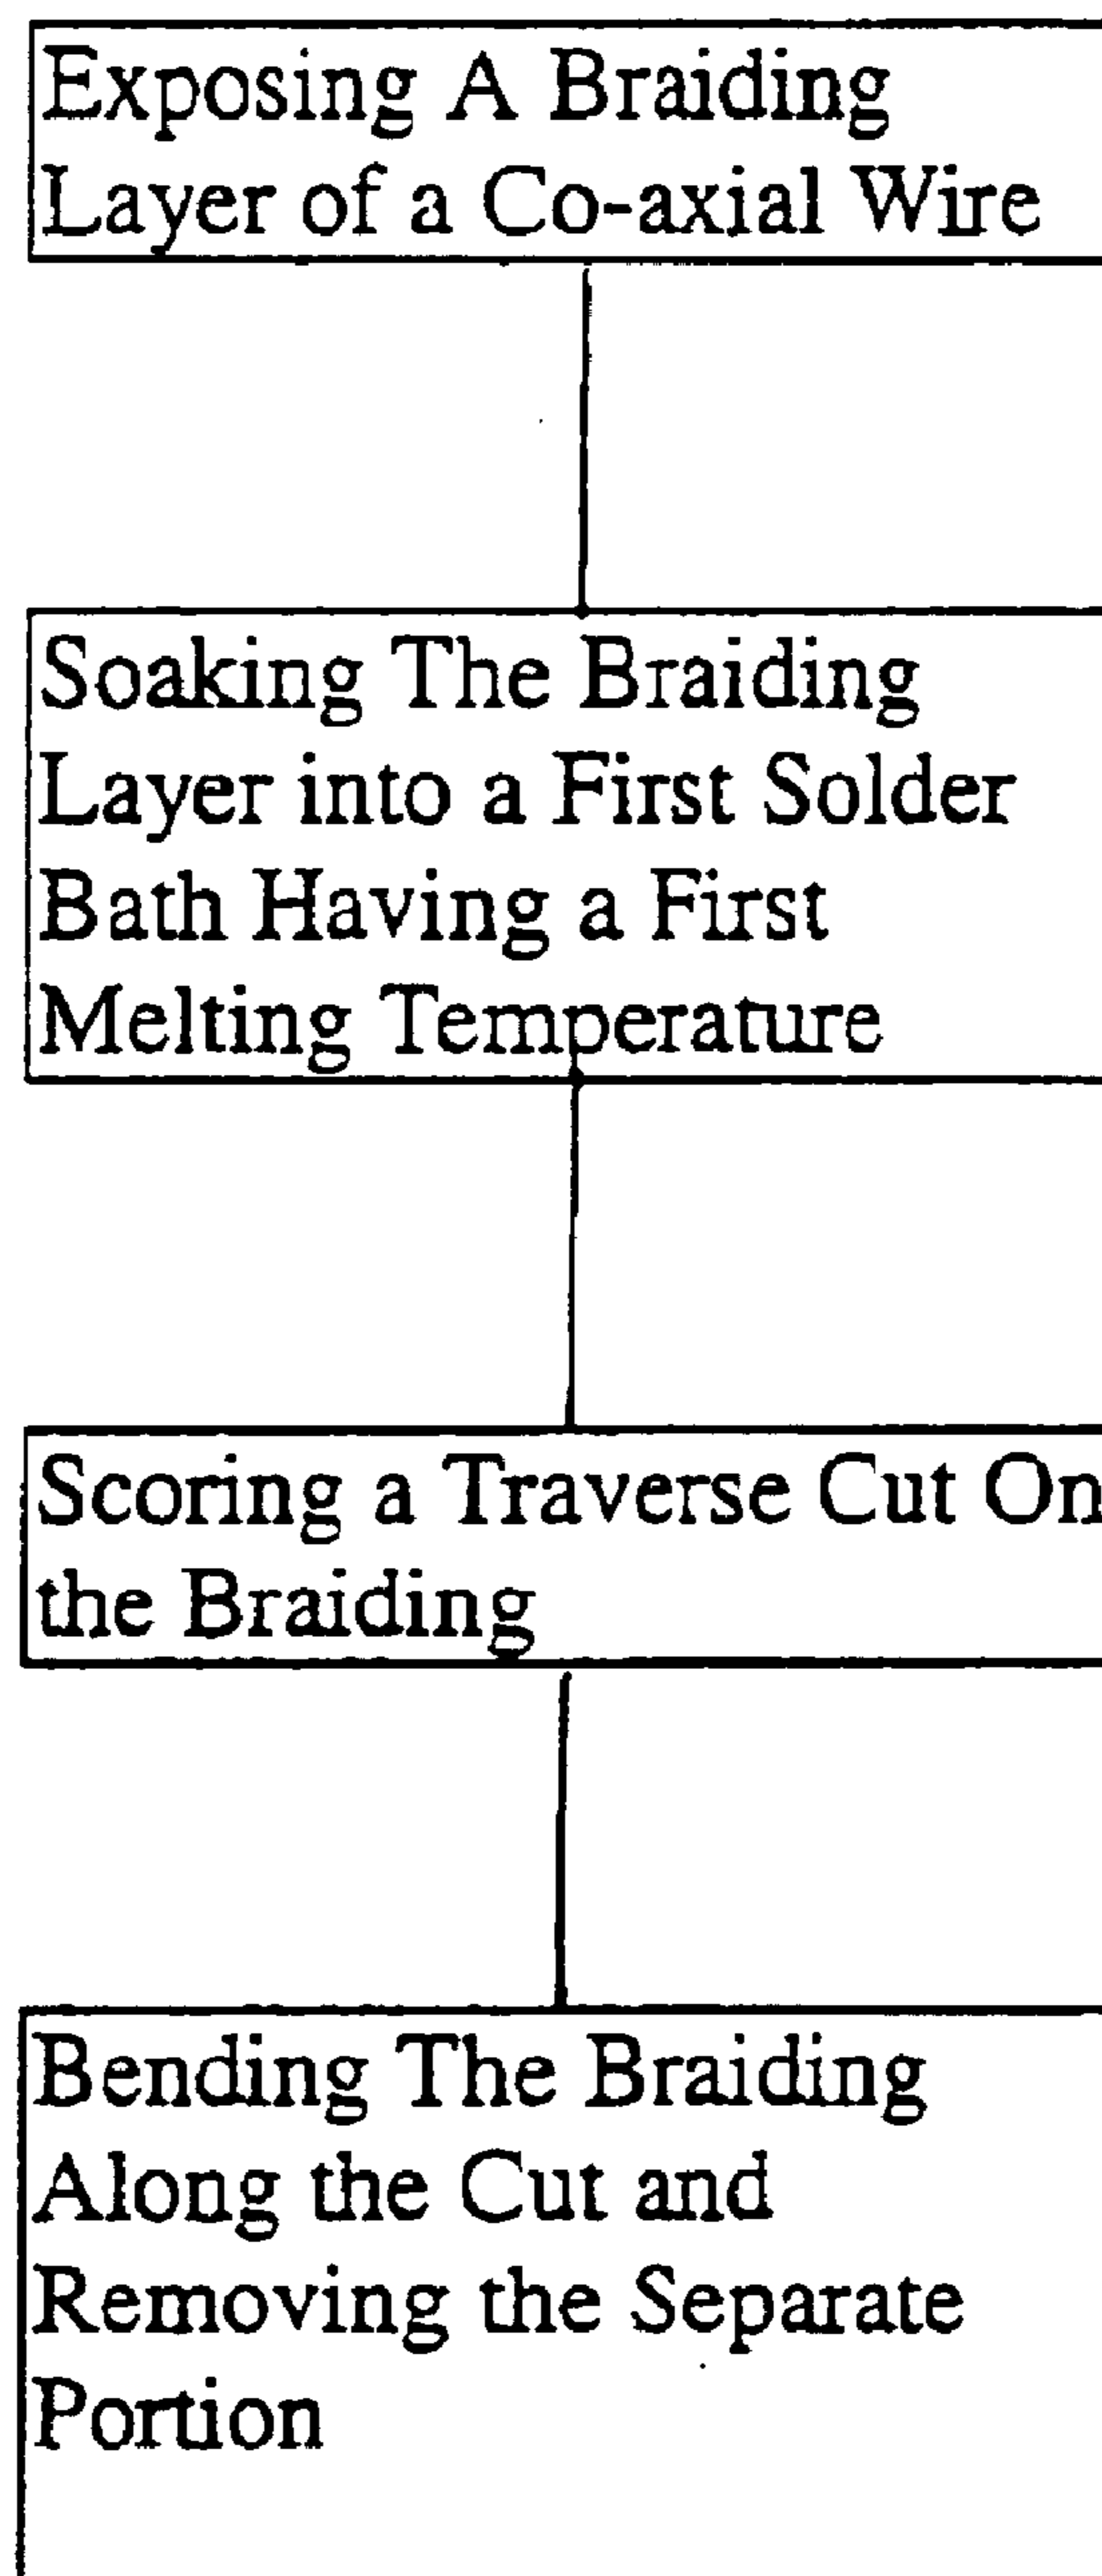 Exposing A Braiding
Layer of a Co-axial Wire
Soaking The Braiding
Layer into a First Solder
Bath Having a First
Melting Temperature
Scoring a Traverse Cut On
the Braiding
Bending The Braiding
Along the Cut and
Removing the Separate
Portion